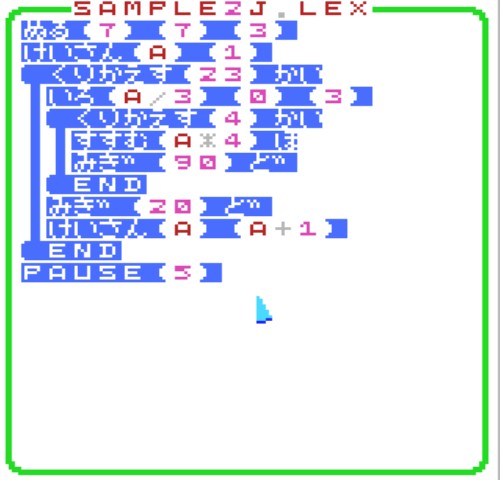 SAMPLE2J.LEX
ぬる 7 7 3
けいさん A 1
くりかえす 23 かい
いろ A/3 0 3
くりかえす 4 かい
すすむ A*4 ほ
みぎ 90 ど
END
みぎ 20 ど
けいさん A A+1
END
PAUSE 5